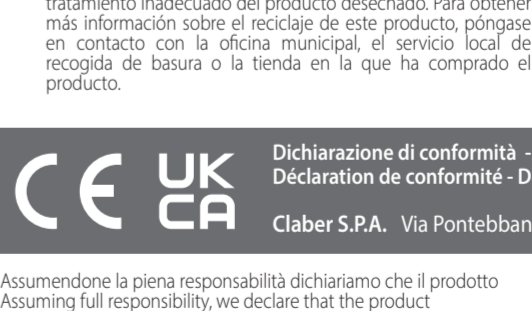 tratamiento inadecuado del producto desechado. Para obtener
más información sobre el reciclaje de este producto, póngase
en contacto con la oficina municipal, el servicio local de
recogida de basura o la tienda en la que ha comprado el
producto.
CE UK CA
Dichiarazione di conformità -
Déclaration de conformité - D
Claber S.P.A. Via Pontebban
Assumendone la piena responsabilità dichiariamo che il prodotto
Assuming full responsibility, we declare that the product